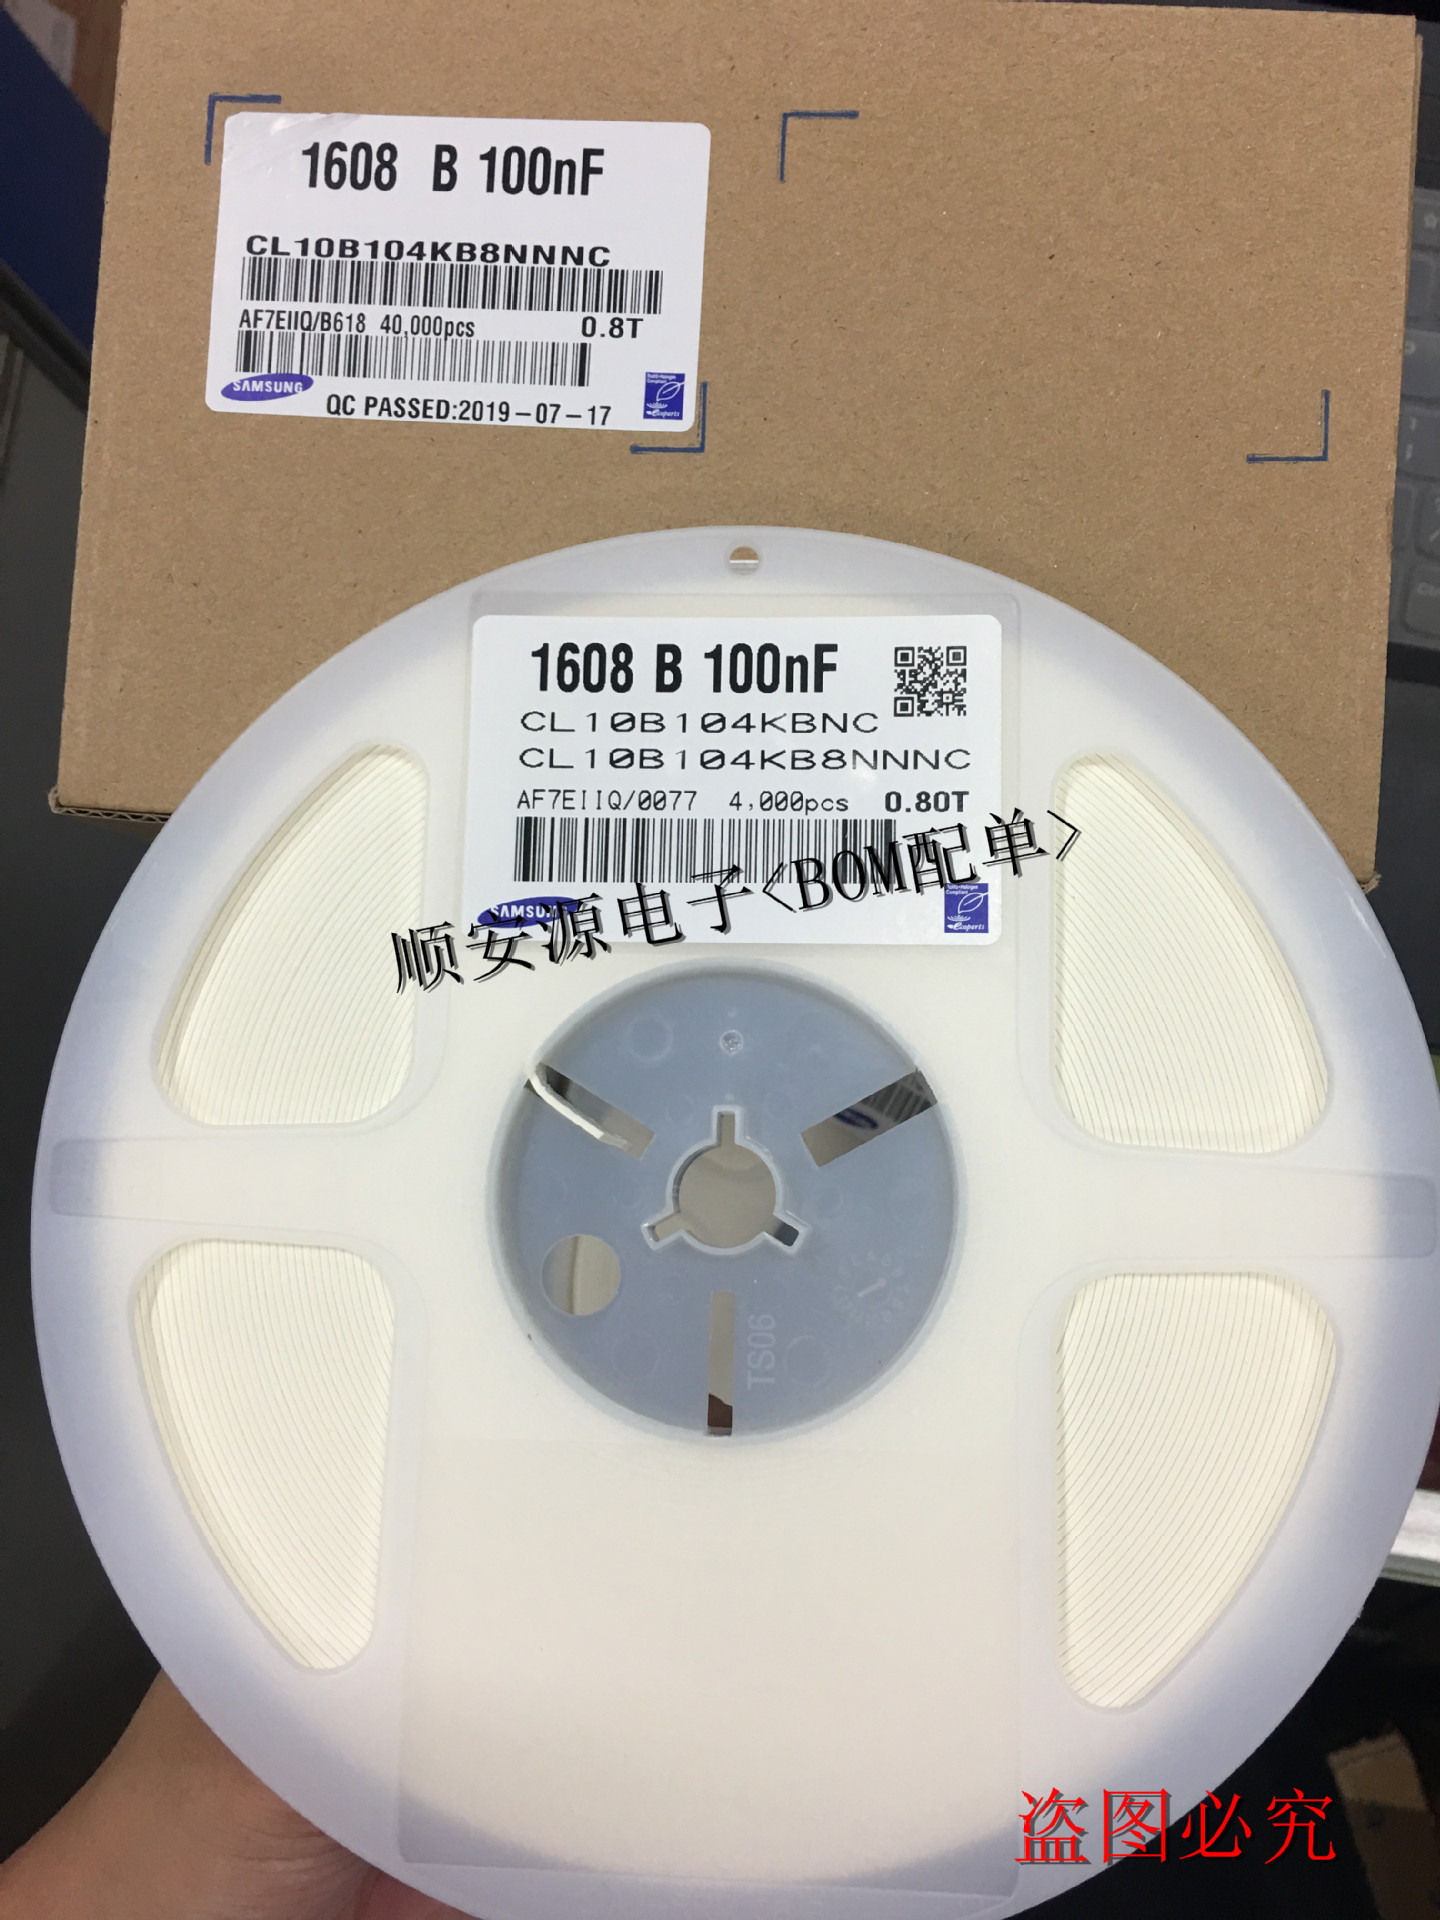 1608 B 100nF
CL10B104KB8NNNC
AF7EIIQ/B618 40,000pcs 0.8T
SAMSUNG
QC PASSED:2019-07-17
1608 B 100nF
CL10B104KBNC
CL10B104KB8NNNC
AF7EIIQ/0077 4,000pcs 0.80T
SAMSUNG
顺安源电子<BOM配单>
TS06
盗图必究